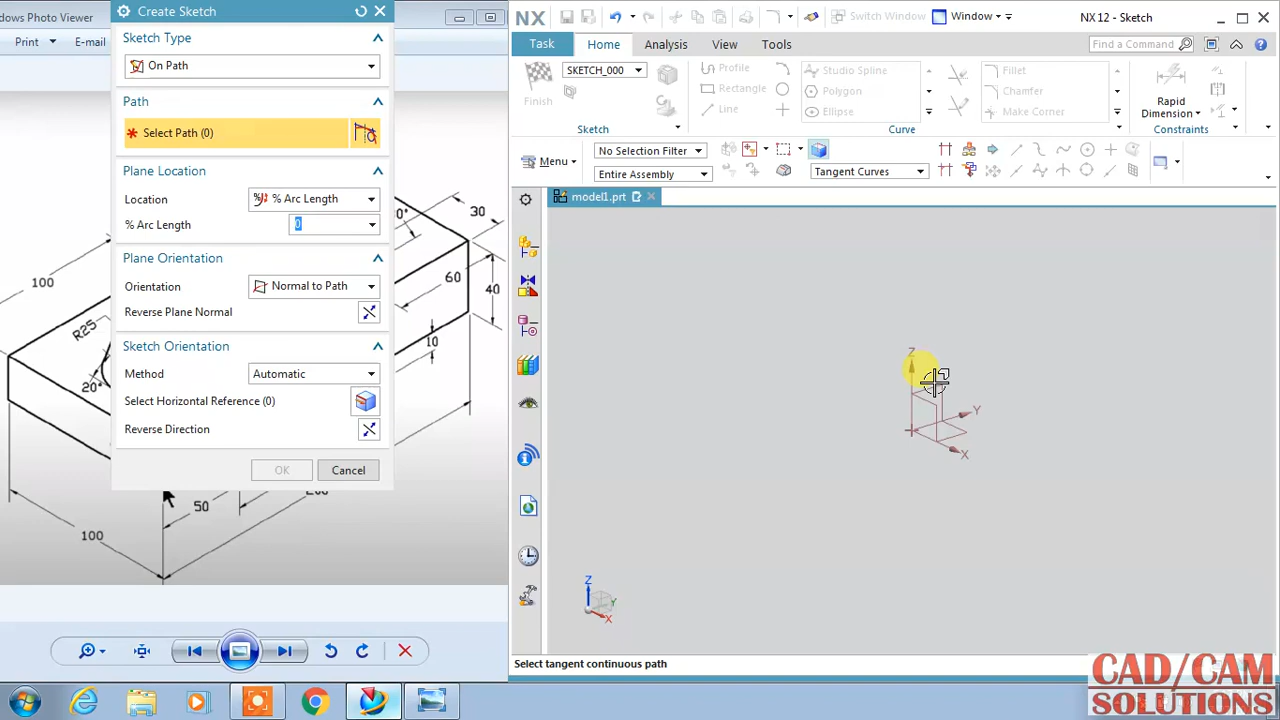 Windows Photo Viewer
Print
E-mail
Create Sketch
Sketch Type
On Path
Path
* Select Path (0)
Plane Location
Location
% Arc Length
% Arc Length
0
Plane Orientation
Orientation
Normal to Path
Reverse Plane Normal
Sketch Orientation
Method
Automatic
Select Horizontal Reference (0)
Reverse Direction
OK
Cancel
100
R25
20°
30
60
40
10
50
100
NX
Switch Window
Window
NX 12 - Sketch
Task
Home
Analysis
View
Tools
Find a Command
Finish
SKETCH_000
Sketch
Profile
Rectangle
Line
Studio Spline
Polygon
Ellipse
Curve
Fillet
Chamfer
Make Corner
Rapid
Dimension
Constraints
Menu
No Selection Filter
Entire Assembly
Tangent Curves
model1.prt
Z
Y
X
Z
Y
X
Select tangent continuous path
CAD/CAM
SOLUTIONS